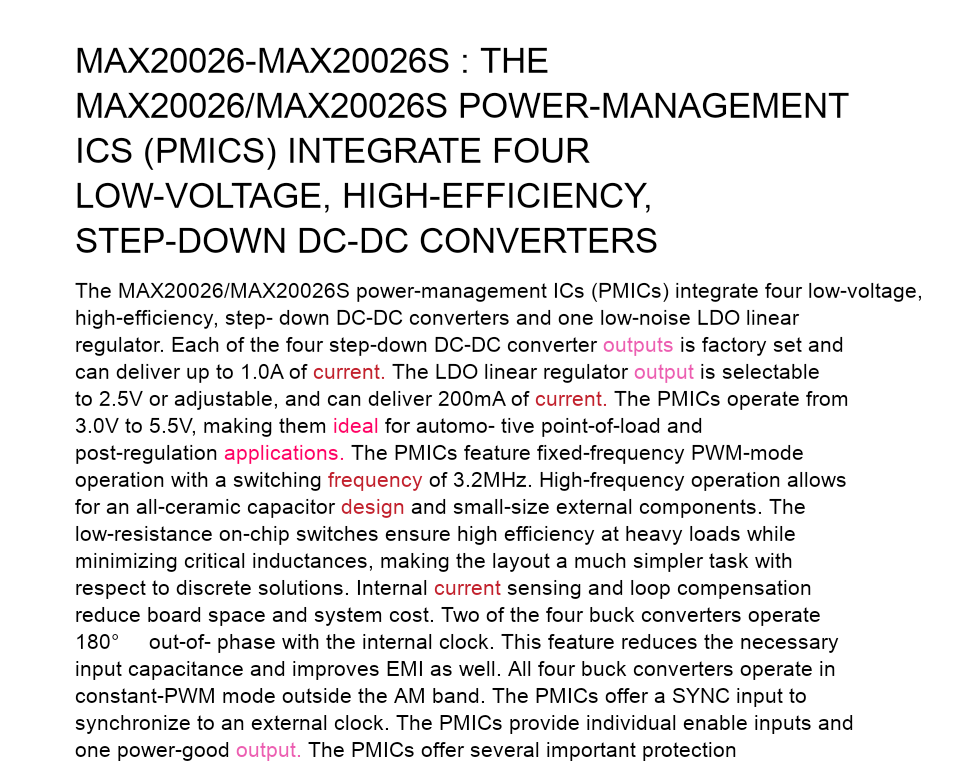 MAX20026-MAX20026S : THE
MAX20026/MAX20026S POWER-MANAGEMENT
ICS (PMICS) INTEGRATE FOUR
LOW-VOLTAGE, HIGH-EFFICIENCY,
STEP-DOWN DC-DC CONVERTERS
The MAX20026/MAX20026S power-management ICs (PMICs) integrate four low-voltage,
high-efficiency, step- down DC-DC converters and one low-noise LDO linear
regulator. Each of the four step-down DC-DC converter outputs is factory set and
can deliver up to 1.0A of current. The LDO linear regulator output is selectable
to 2.5V or adjustable, and can deliver 200mA of current. The PMICs operate from
3.0V to 5.5V, making them ideal for automo- tive point-of-load and
post-regulation applications. The PMICs feature fixed-frequency PWM-mode
operation with a switching frequency of 3.2MHz. High-frequency operation allows
for an all-ceramic capacitor design and small-size external components. The
low-resistance on-chip switches ensure high efficiency at heavy loads while
minimizing critical inductances, making the layout a much simpler task with
respect to discrete solutions. Internal current sensing and loop compensation
reduce board space and system cost. Two of the four buck converters operate
180° out-of- phase with the internal clock. This feature reduces the necessary
input capacitance and improves EMI as well. All four buck converters operate in
constant-PWM mode outside the AM band. The PMICs offer a SYNC input to
synchronize to an external clock. The PMICs provide individual enable inputs and
one power-good output. The PMICs offer several important protection